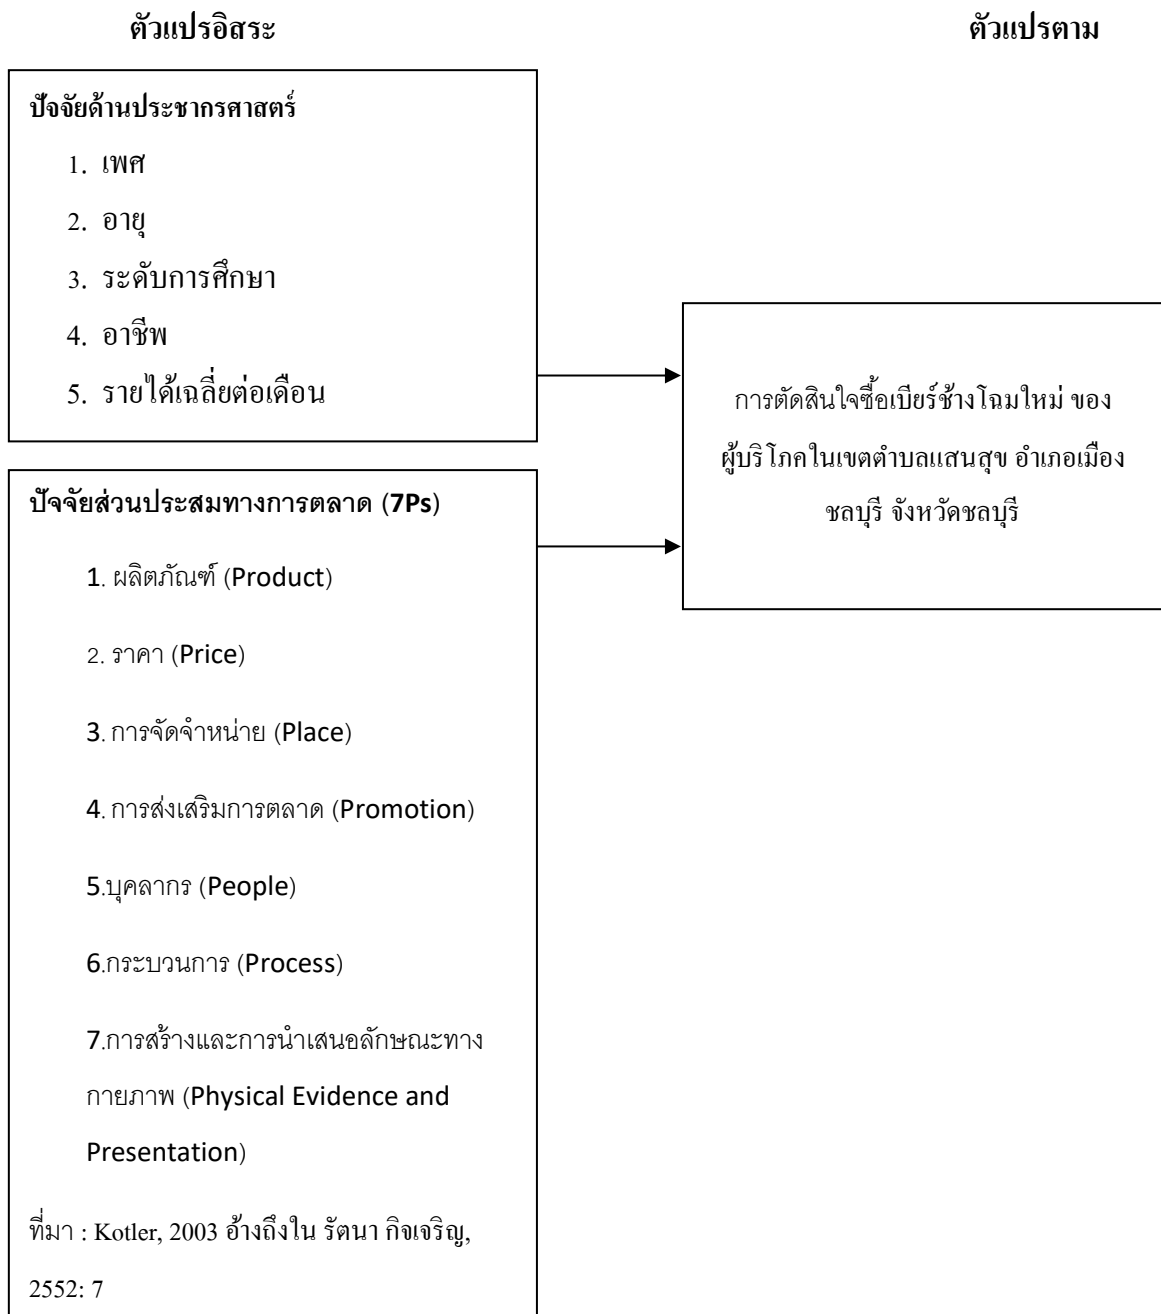 ตัวแปรอิสระ
ตัวแปรตาม
ปัจจัยด้านประชากรศาสตร์
1. เพศ
2. อายุ
3. ระดับการศึกษา
4. อาชีพ
5. รายได้เฉลี่ยต่อเดือน
การตัดสินใจซื้อเบียร์ช้างโฉมใหม่ ของ
ผู้บริโภคในเขตตำบลแสนสุข อำเภอเมือง
ชลบุรี จังหวัดชลบุรี
ปัจจัยส่วนประสมทางการตลาด (7Ps)
1. ผลิตภัณฑ์ (Product)
2. ราคา (Price)
3. การจัดจำหน่าย (Place)
4. การส่งเสริมการตลาด (Promotion)
5.บุคลากร (People)
6.กระบวนการ (Process)
7.การสร้างและการนำเสนอลักษณะทาง
กายภาพ (Physical Evidence and
Presentation)
ที่มา : Kotler, 2003 อ้างถึงใน รัตนา กิจเจริญ,
2552: 7